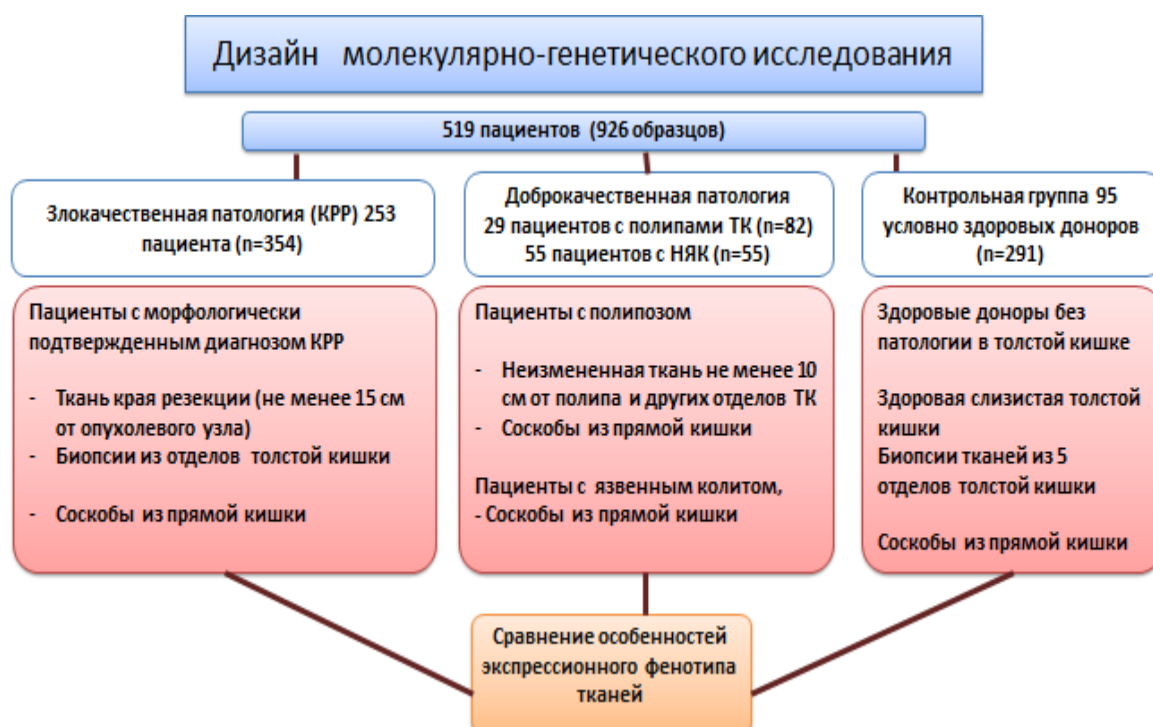 Дизайн молекулярно-генетического исследования
519 пациентов (926 образцов)
Злокачественная патология (КРР) 253
пациента (n=354)
Доброкачественная патология
29 пациентов с полипами ТК (n=82)
55 пациентов с НЯК (n=55)
Контрольная группа 95
условно здоровых доноров
(n=291)
Пациенты с морфологически
подтвержденным диагнозом КРР
- Ткань края резекции (не менее 15 см
от опухолевого узла)
- Биопсии из отделов толстой кишки
- Соскобы из прямой кишки
Пациенты с полипозом
- Неизмененная ткань не менее 10
см от полипа и других отделов ТК
- Соскобы из прямой кишки
Пациенты с язвенным колитом,
- Соскобы из прямой кишки
Здоровые доноры без
патологии в толстой кишке
Здоровая слизистая толстой
кишки
Биопсии тканей из 5
отделов толстой кишки
Соскобы из прямой кишки
Сравнение особенностей
экспрессионного фенотипа
тканей